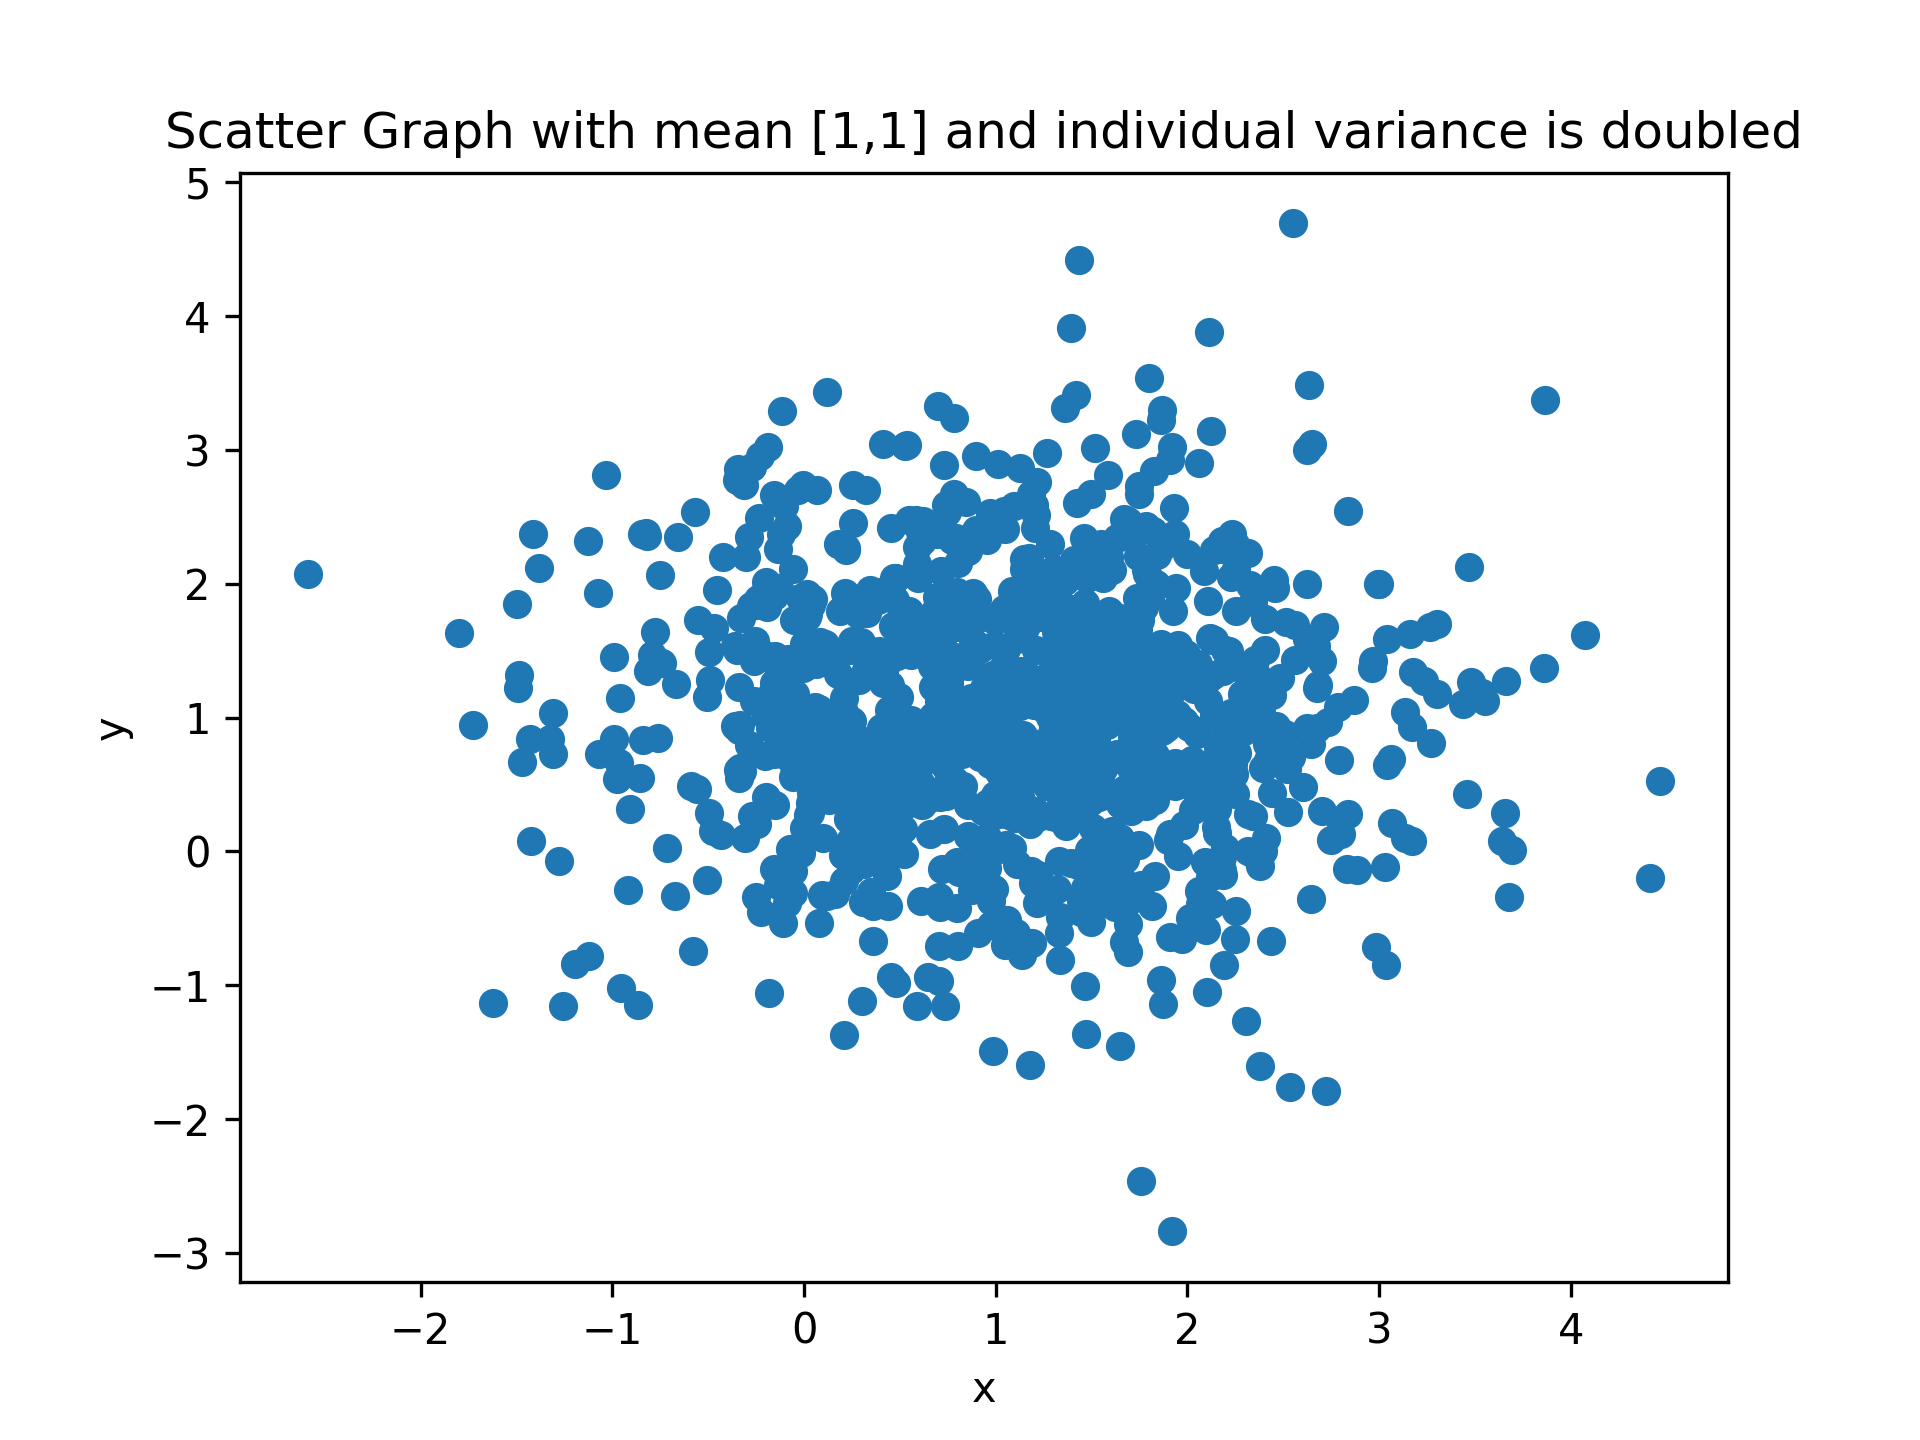 Scatter Graph with mean [1,1] and individual variance is doubled
5
4
3
2
1
0
−1
−2
−3
y
−2 −1 0 1 2 3 4
x